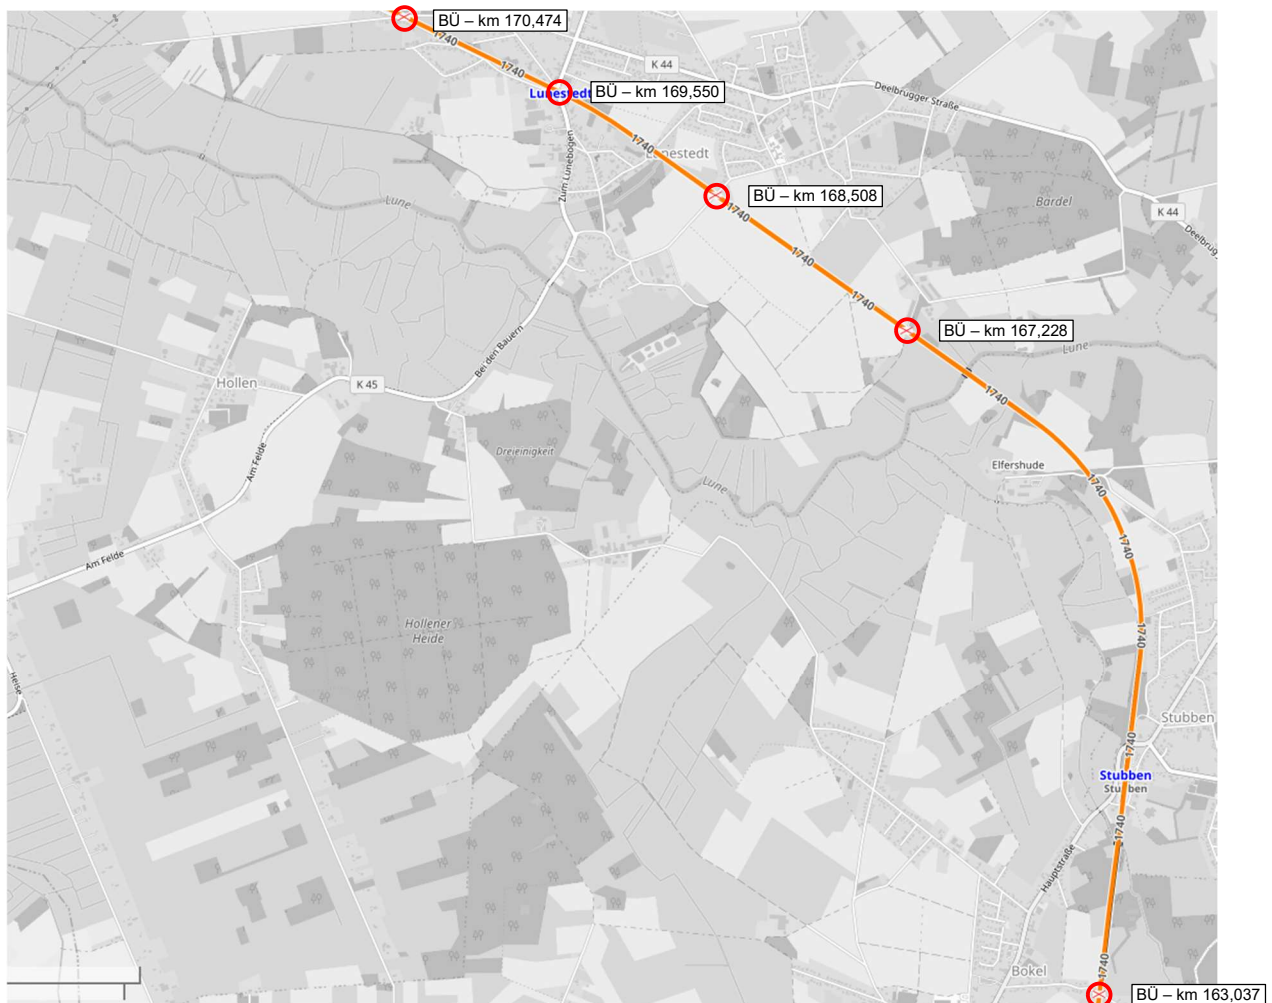 BÜ – km 170,474
1740
1740
K 44
Lunestedt
BÜ – km 169,550
Deelbrügger Straße
Zum Lunebogen
1740
Lunestedt
Lune
BÜ – km 168,508
1740
Bardel
K 44
1740
1740
Bei den Bauern
BÜ – km 167,228
Lune
Hollen
K 45
1740
Am Felde
Dreieinigkeit
Elfershude
Lune
1740
Am Felde
1740
Hollener
Heide
1740
Heise
Stubben
1740
Stubben
Stubben
1740
Hauptstraße
Bokel
1740
BÜ – km 163,037